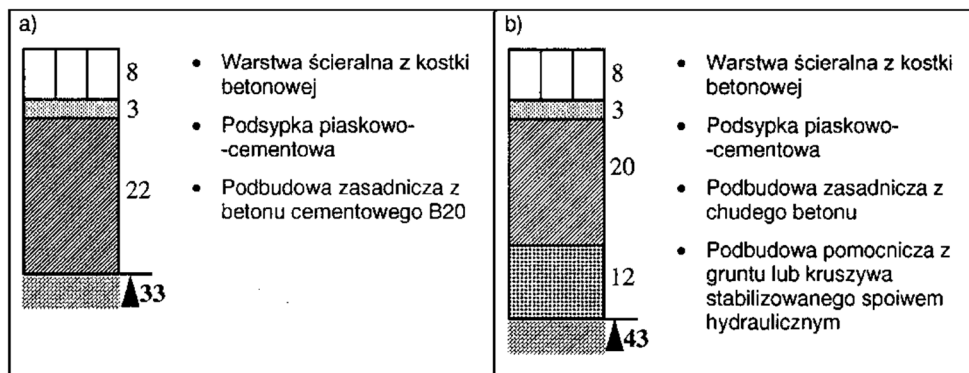 a)
8
3
22
33
• Warstwa ścieralna z kostki
betonowej
• Podsypka piaskowo-
-cementowa
• Podbudowa zasadnicza z
betonu cementowego B20
b)
8
3
20
12
43
• Warstwa ścieralna z kostki
betonowej
• Podsypka piaskowo-
-cementowa
• Podbudowa zasadnicza z
chudego betonu
• Podbudowa pomocnicza z
gruntu lub kruszywa
stabilizowanego spoiwem
hydraulicznym